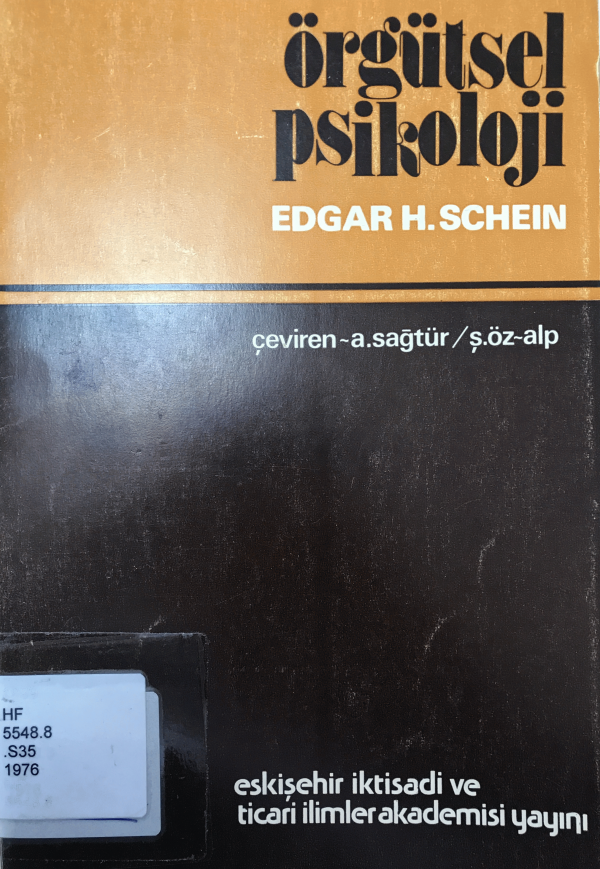 örgütsel
psikoloji
EDGAR H. SCHEIN
çeviren~a.sağtür/ş.öz~alp
HF
5548.8
.S35
1976
eskişehir iktisadi ve
ticari ilimler akademisi yayını